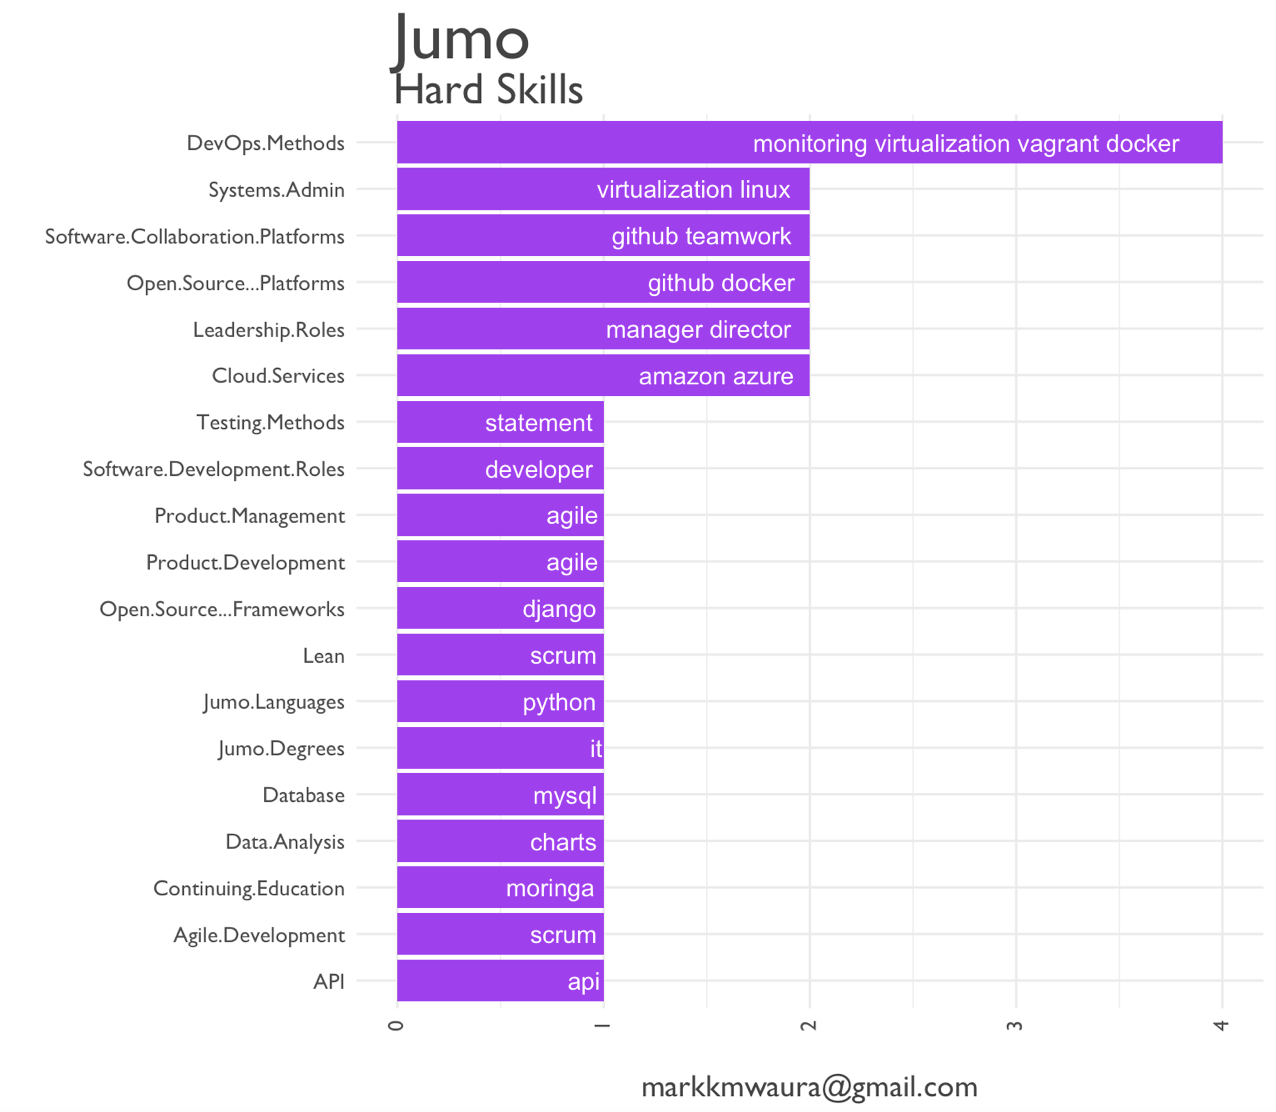 Jumo
Hard Skills
DevOps.Methods monitoring virtualization vagrant docker
Systems.Admin virtualization linux
Software.Collaboration.Platforms github teamwork
Open.Source...Platforms github docker
Leadership.Roles manager director
Cloud.Services amazon azure
Testing.Methods statement
Software.Development.Roles developer
Product.Management agile
Product.Development agile
Open.Source...Frameworks django
Lean scrum
Jumo.Languages python
Jumo.Degrees it
Database mysql
Data.Analysis charts
Continuing.Education moringa
Agile.Development scrum
API api
0 1 2 3 4
markkmwaura@gmail.com